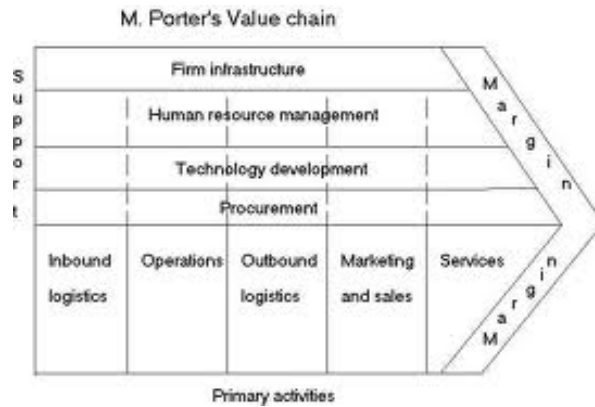 M. Porter's Value chain
Support
Firm infrastructure
Human resource management
Technology development
Procurement
Margin
Inbound
logistics
Operations
Outbound
logistics
Marketing
and sales
Services
Margin
Primary activities